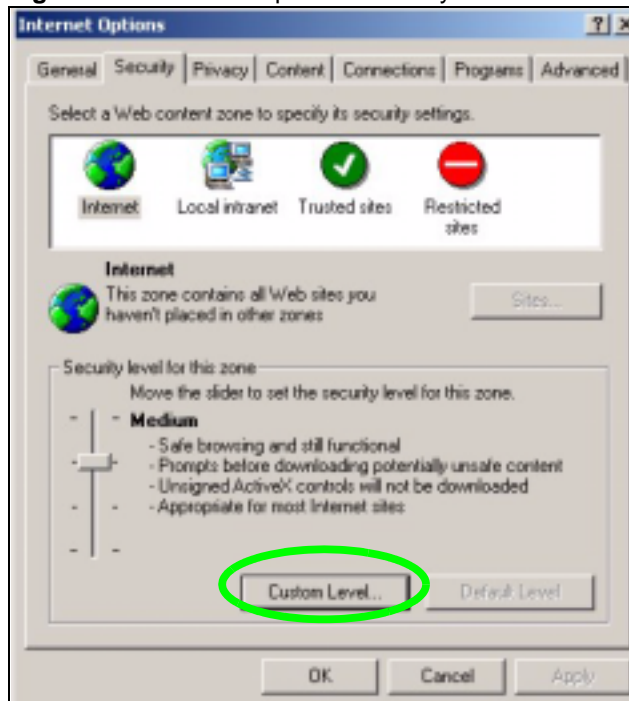 Internet Options
General Security Privacy Content Connections Programs Advanced
Select a Web content zone to specify its security settings.
Internet Local intranet Trusted sites Restricted sites
Internet
This zone contains all Web sites you
haven't placed in other zones
Sites...
Security level for this zone
Move the slider to set the security level for this zone.
Medium
- Safe browsing and still functional
- Prompts before downloading potentially unsafe content
- Unsigned ActiveX controls will not be downloaded
- Appropriate for most Internet sites
Custom Level... Default Level
OK Cancel Apply